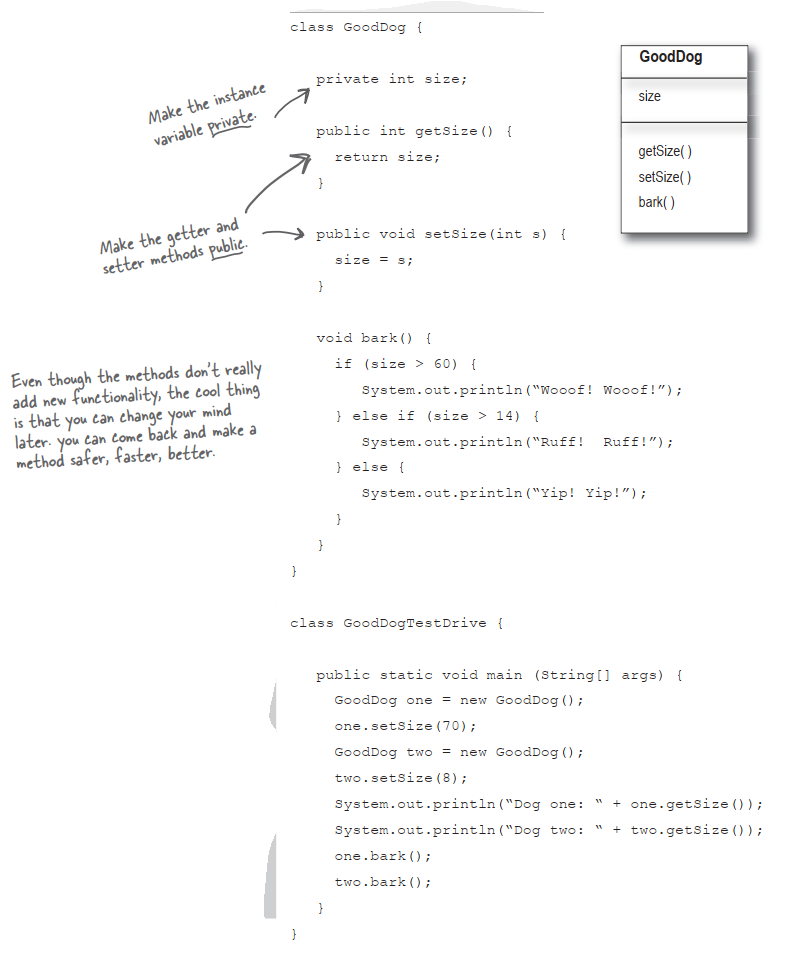 class GoodDog {
private int size;
public int getSize() {
return size;
}
public void setSize(int s) {
size = s;
}
void bark() {
if (size > 60) {
System.out.println(“Wooof! Wooof!”);
} else if (size > 14) {
System.out.println(“Ruff!  Ruff!”);
} else {
System.out.println(“Yip! Yip!”);
}
}
}
class GoodDogTestDrive {
public static void main (String[] args) {
GoodDog one = new GoodDog();
one.setSize(70);
GoodDog two = new GoodDog();
two.setSize(8);
System.out.println(“Dog one: “ + one.getSize());
System.out.println(“Dog two: “ + two.getSize());
one.bark();
two.bark();
}
}
Make the instance
variable private.
Make the getter and
setter methods public.
Even though the methods don’t really
add new functionality, the cool thing
is that you can change your mind
later. you can come back and make a
method safer, faster, better.
GoodDog
size
getSize( )
setSize( )
bark( )